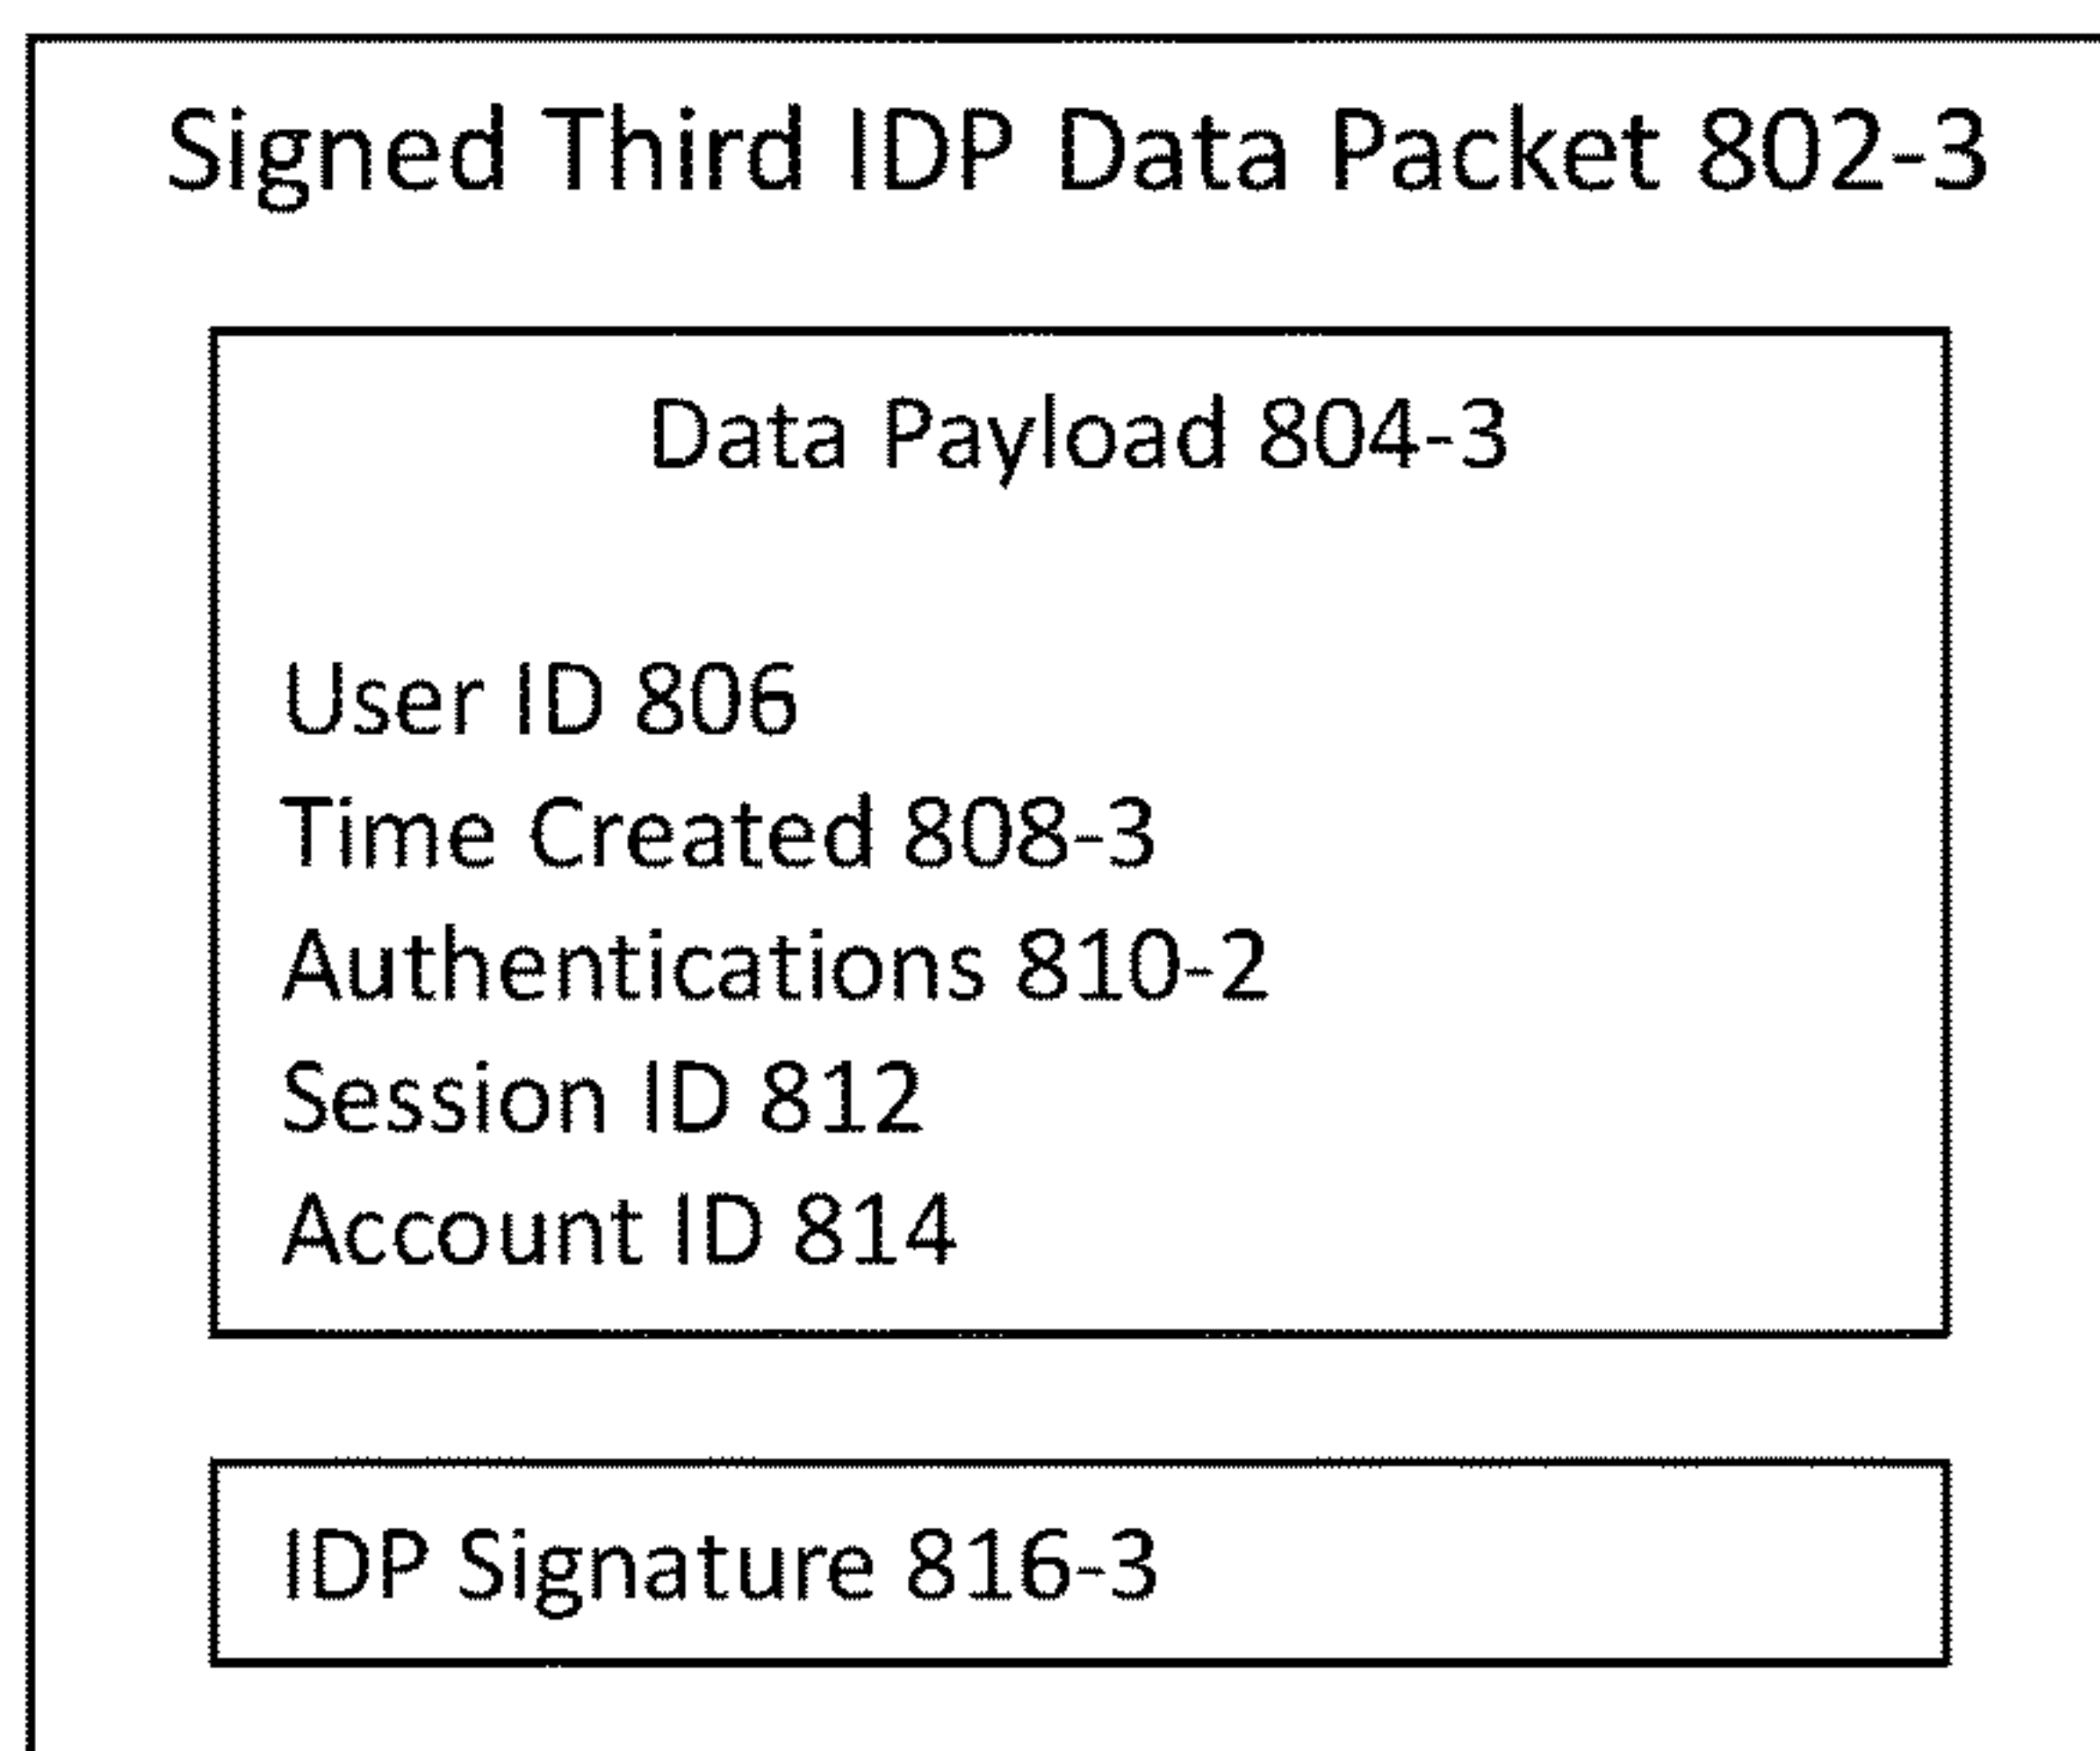 Signed Third IDP Data Packet 802-3
Data Payload 804-3
User ID 806
Time Created 808-3
Authentications 810-2
Session ID 812
Account ID 814
IDP Signature 816-3